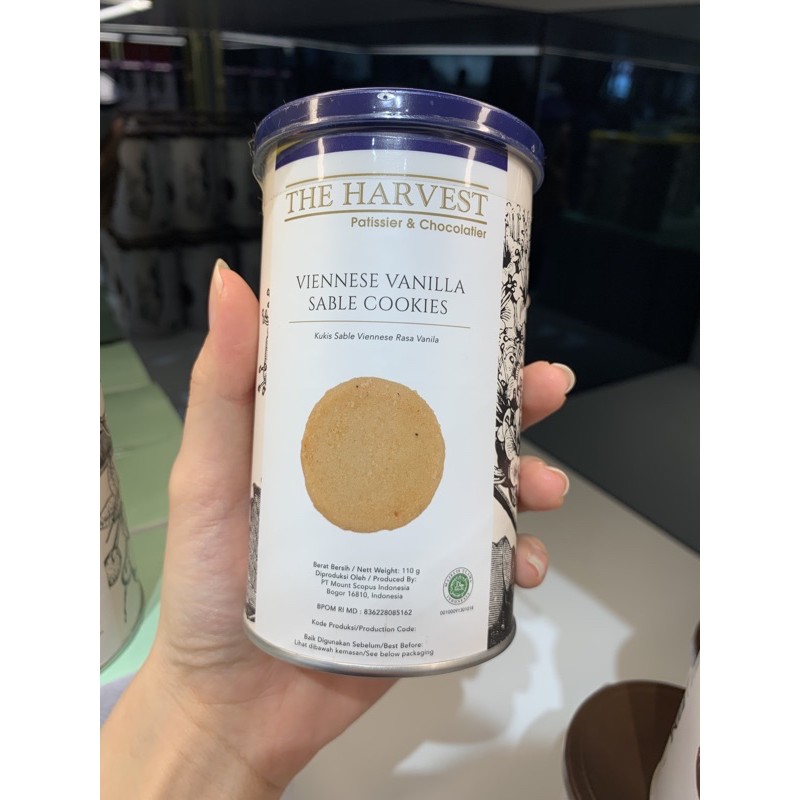 THE HARVEST
Patissier & Chocolatier
VIENNESE VANILLA
SABLE COOKIES
Kukis Sable Viennese Rasa Vanila
Berat Bersih / Nett Weight: 110 g
Diproduksi Oleh / Produced By:
PT Mount Scopus Indonesia
Bogor 16810, Indonesia
BPOM RI MD : 836228085162
Kode Produksi/Production Code:
Baik Digunakan Sebelum/Best Before:
Lihat dibawah kemasan/See below packaging